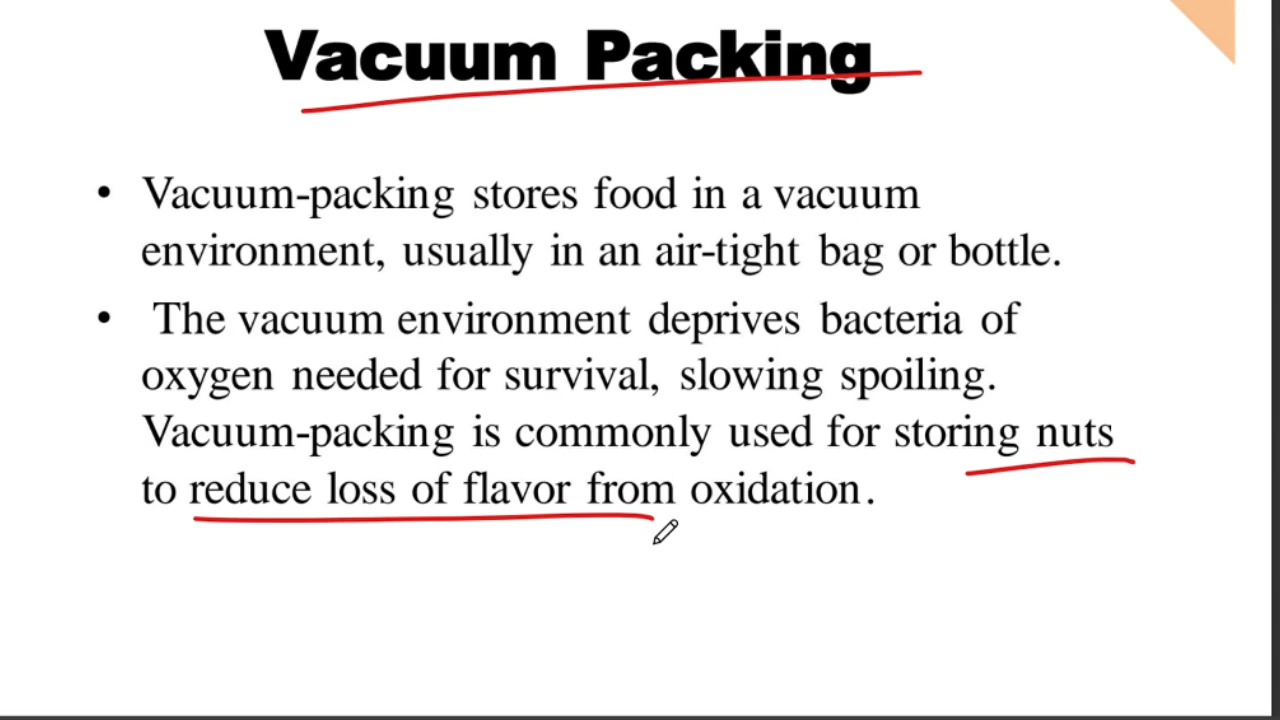 Vacuum Packing
• Vacuum-packing stores food in a vacuum
environment, usually in an air-tight bag or bottle.
• The vacuum environment deprives bacteria of
oxygen needed for survival, slowing spoiling.
Vacuum-packing is commonly used for storing nuts
to reduce loss of flavor from oxidation.